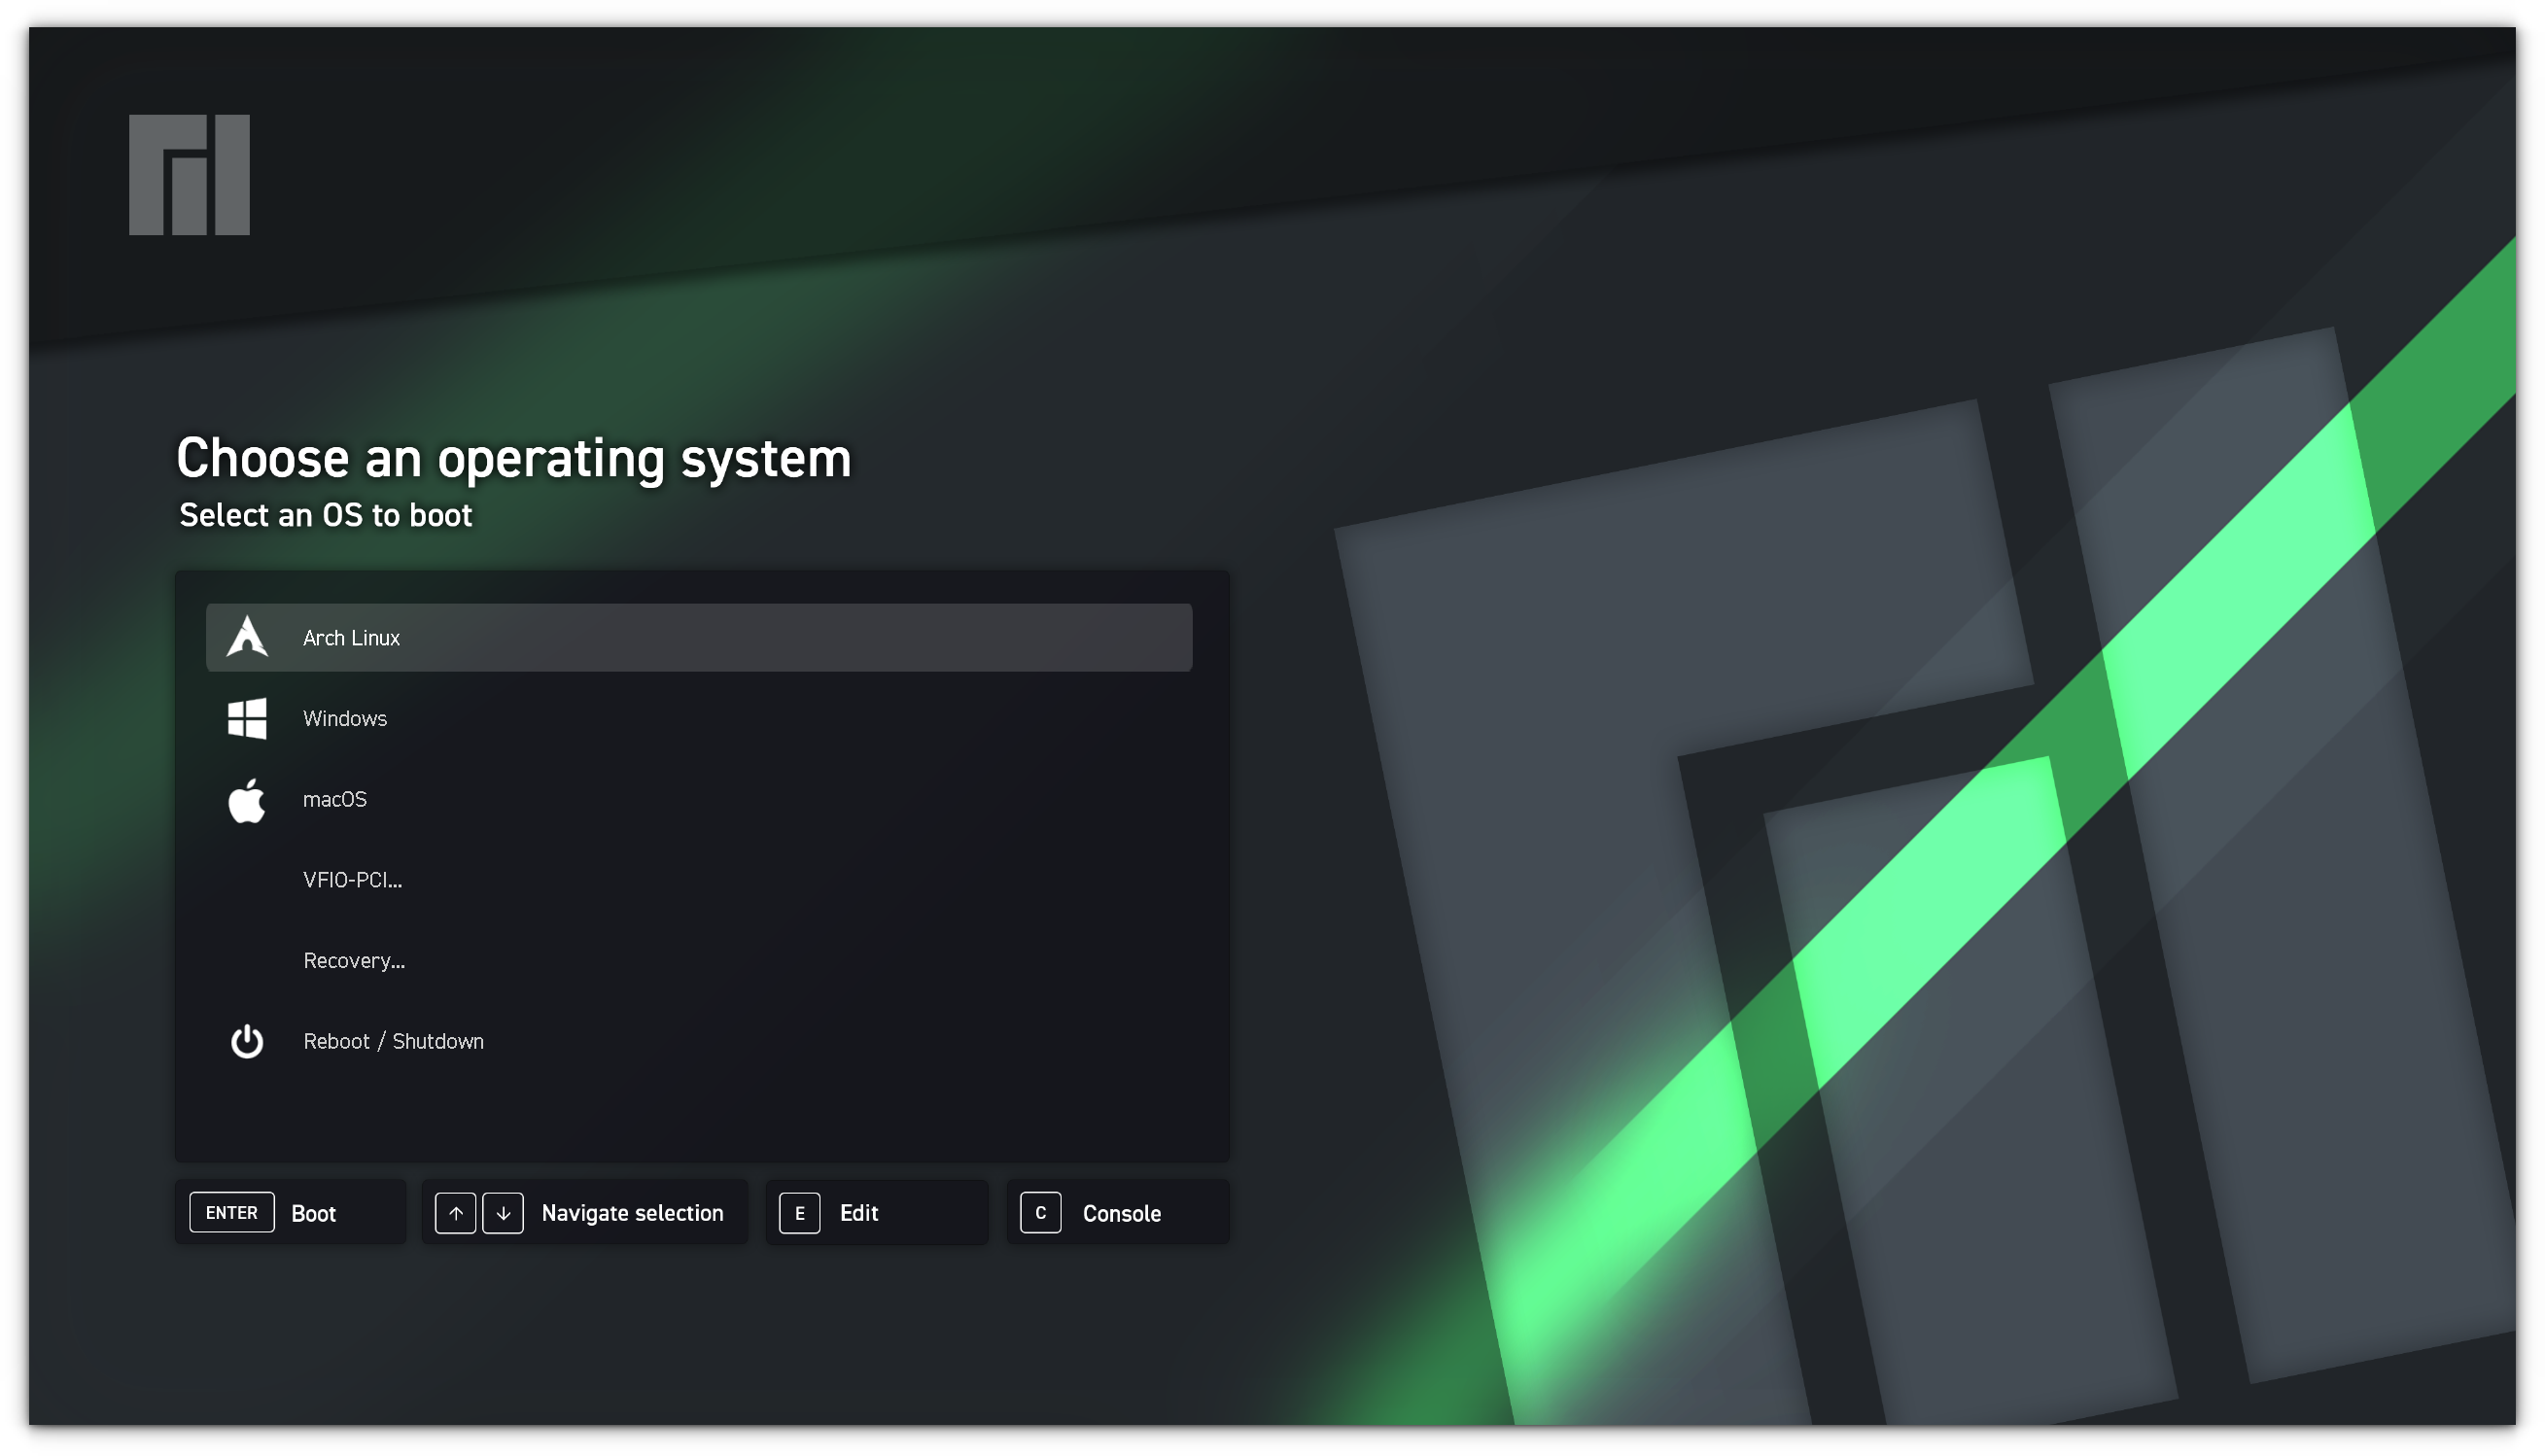 Choose an operating system
Select an OS to boot
Arch Linux
Windows
macOS
VFIO-PCI...
Recovery...
Reboot / Shutdown
ENTER Boot ↑ ↓ Navigate selection E Edit C Console